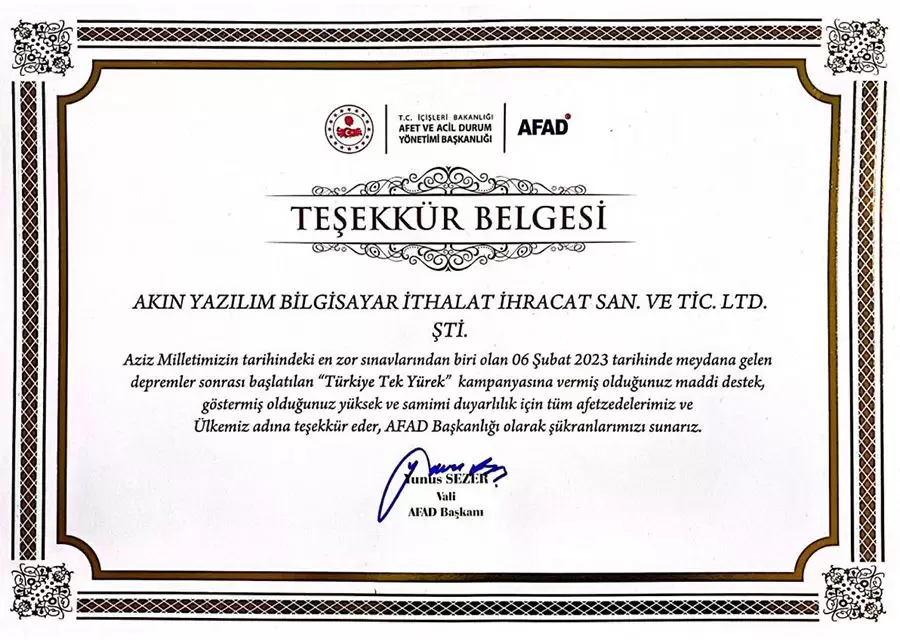 T.C. İÇİŞLERİ BAKANLIĞI
AFET VE ACİL DURUM
YÖNETİMİ BAŞKANLIĞI
AFAD
TEŞEKKÜR BELGESİ
AKIN YAZILIM BİLGİSAYAR İTHALAT İHRACAT SAN. VE TİC. LTD.
ŞTİ.
Aziz Milletimizin tarihindeki en zor sınavlarından biri olan 06 Şubat 2023 tarihinde meydana gelen
depremler sonrası başlatılan “Türkiye Tek Yürek” kampanyasına vermiş olduğunuz maddi destek,
göstermiş olduğunuz yüksek ve samimi duyarlılık için tüm afetzedelerimiz ve
Ülkemiz adına teşekkür eder, AFAD Başkanlığı olarak şükranlarımızı sunarız.
Yunus SEZER
Vali
AFAD Başkanı